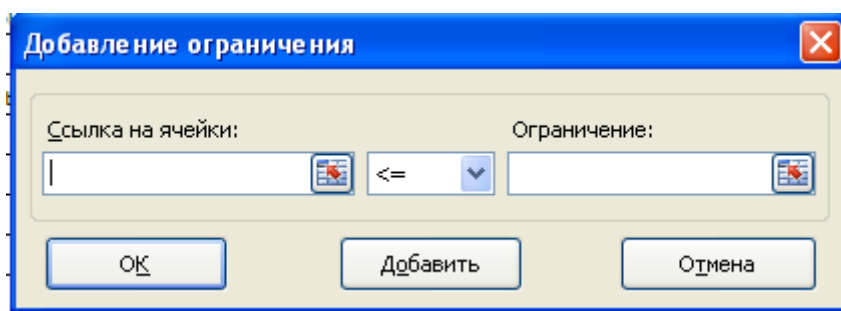 Добавление ограничения
Ссылка на ячейки: Ограничение:
<=
OK Добавить Отмена